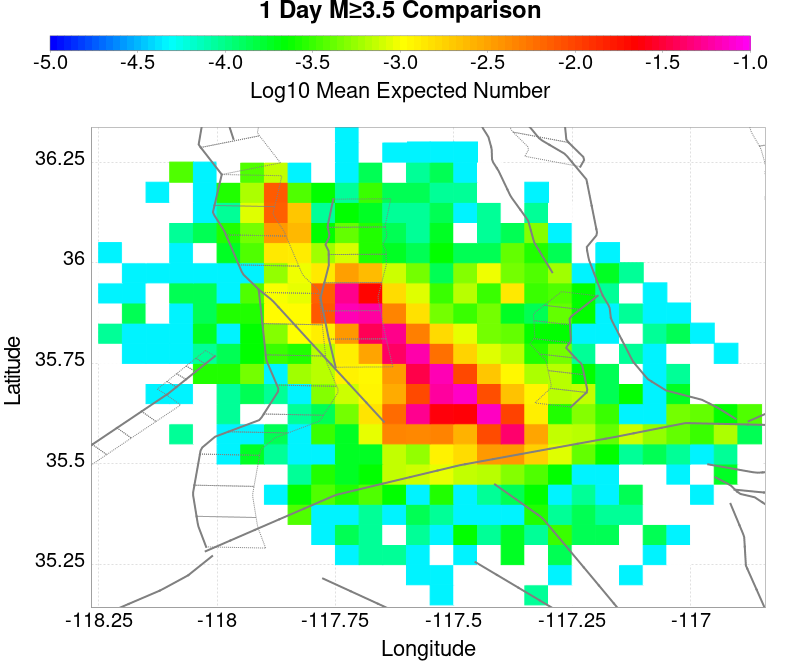 1 Day M≥3.5 Comparison
-5.0 -4.5 -4.0 -3.5 -3.0 -2.5 -2.0 -1.5 -1.0
Log10 Mean Expected Number
36.25
36
35.75
35.5
35.25
Latitude
-118.25 -118 -117.75 -117.5 -117.25 -117
Longitude